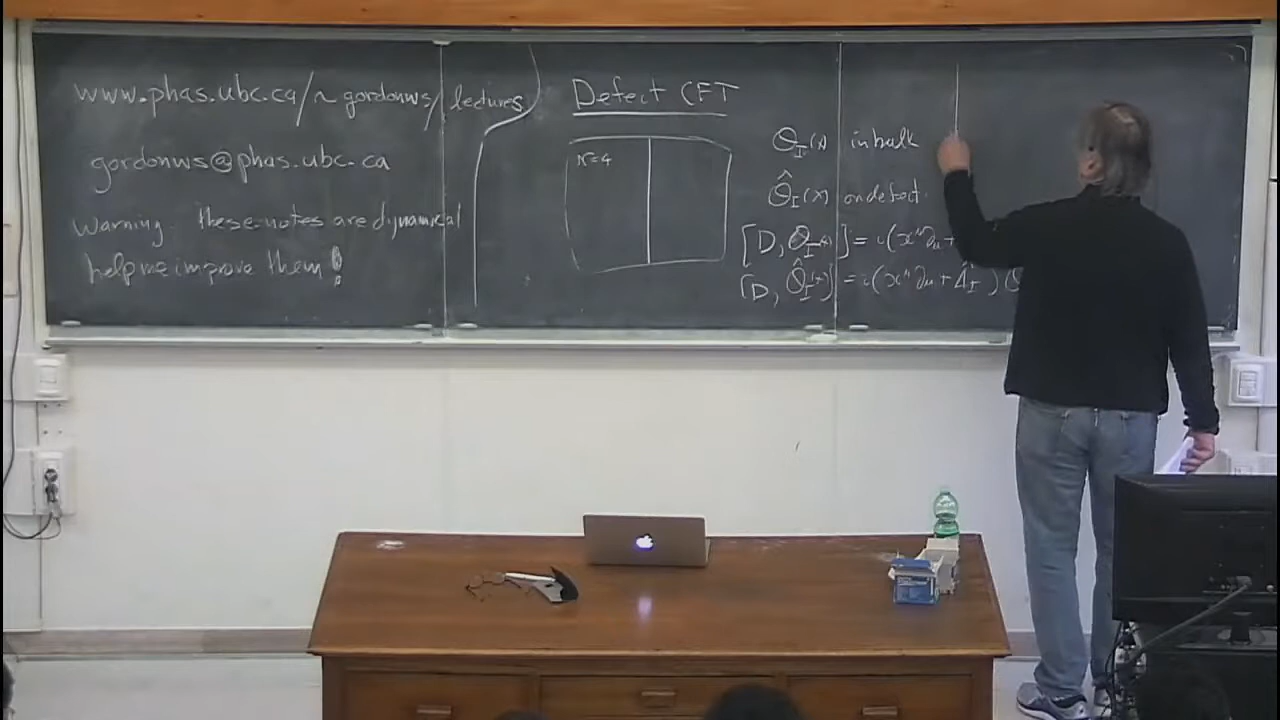 www.phas.ubc.ca/~gordonws/lectures
gordonws@phas.ubc.ca
Warning. These notes are dynamical
help me improve them!
Defect CFT
N=4
O_I(x) in bulk
Ô_I(x) on defect.
[D, O_I(x)] = i(x^μ ∂_μ +
[D, Ô_I(x)] = i(x^μ ∂_μ + Δ̂_I)